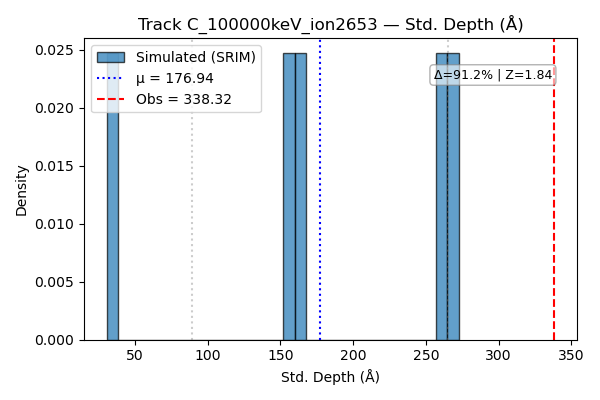 Track C_100000keV_ion2653 — Std. Depth (Å)
Simulated (SRIM)
μ = 176.94
Obs = 338.32
Δ=91.2% | Z=1.84
Density
0.025
0.020
0.015
0.010
0.005
0.000
50 100 150 200 250 300 350
Std. Depth (Å)